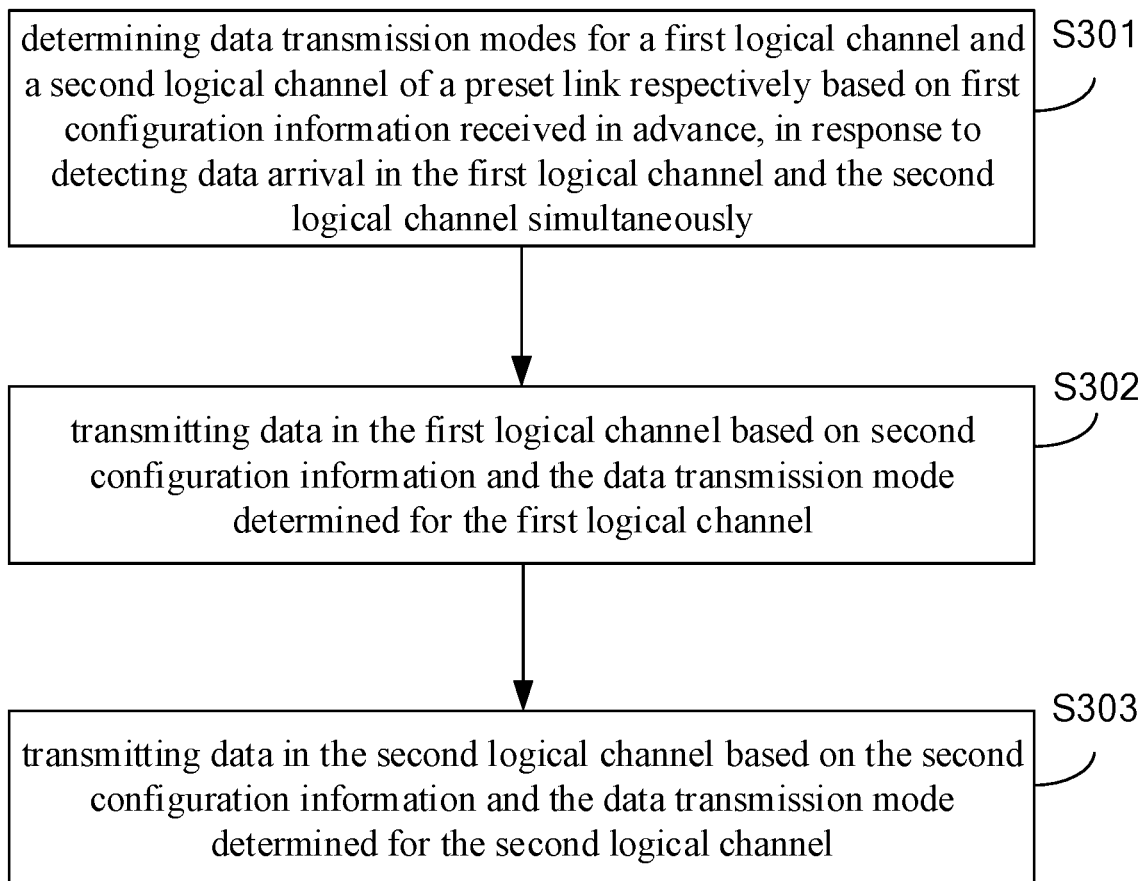 determining data transmission modes for a first logical channel and
a second logical channel of a preset link respectively based on first
configuration information received in advance, in response to
detecting data arrival in the first logical channel and the second
logical channel simultaneously
S301
transmitting data in the first logical channel based on second
configuration information and the data transmission mode
determined for the first logical channel
S302
transmitting data in the second logical channel based on the second
configuration information and the data transmission mode
determined for the second logical channel
S303